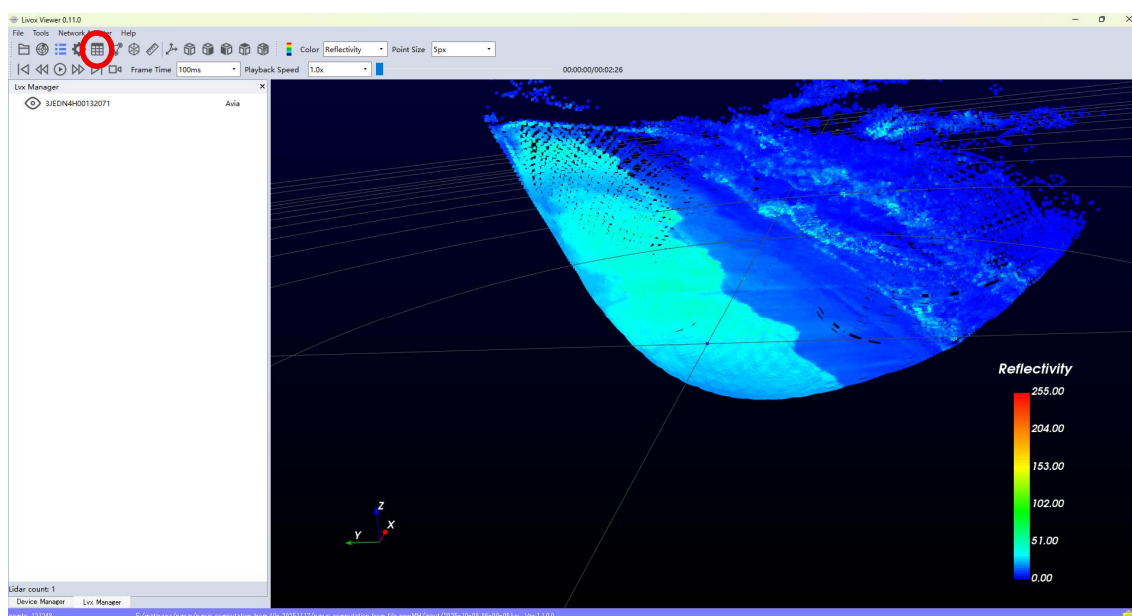 Livox Viewer 0.11.0
File Tools Network Help
Color Reflectivity Point Size 5px
Frame Time 100ms Playback Speed 1.0x 00:00:00/00:02:26
Lvx Manager
3JEDN4H00132071 Avia
Reflectivity
255.00
204.00
153.00
102.00
51.00
0.00
Z
X
Y
Lidar count: 1
Device Manager Lvx Manager